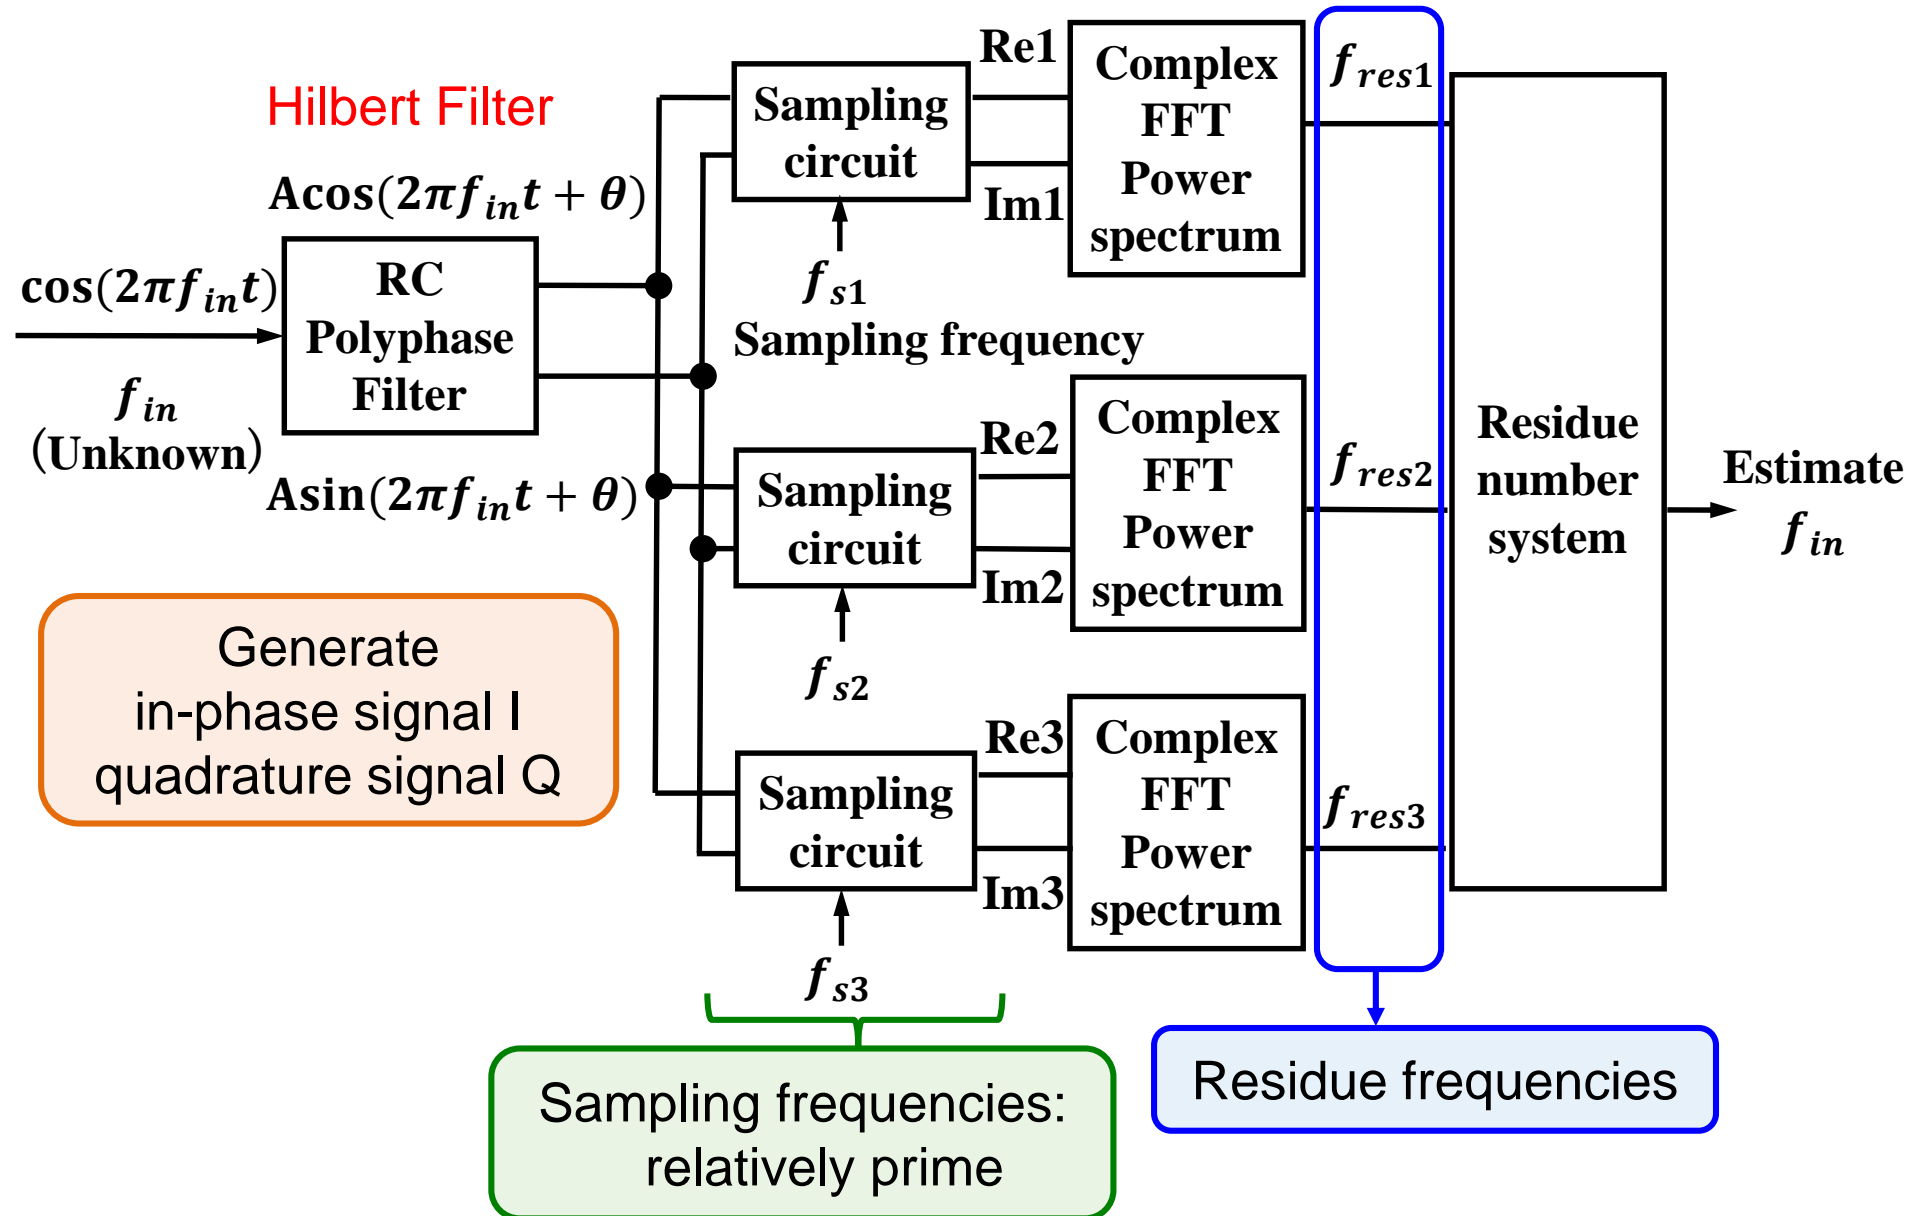 Hilbert Filter
cos(2πf_in t)
f_in
(Unknown)
Acos(2πf_in t + θ)
RC
Polyphase
Filter
Asin(2πf_in t + θ)
Generate
in-phase signal I
quadrature signal Q
Sampling
circuit
f_s1
Sampling frequency
Re1
Im1
Complex
FFT
Power
spectrum
f_res1
Sampling
circuit
f_s2
Re2
Im2
Complex
FFT
Power
spectrum
f_res2
Sampling
circuit
f_s3
Re3
Im3
Complex
FFT
Power
spectrum
f_res3
Residue
number
system
Estimate
f_in
Sampling frequencies:
relatively prime
Residue frequencies